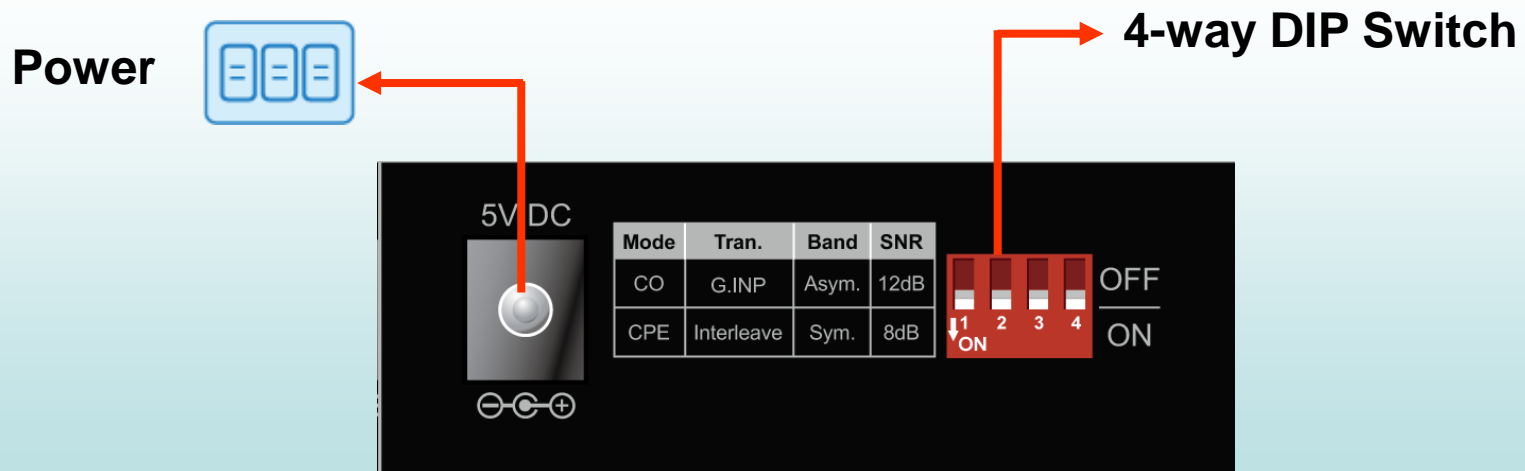 4-way DIP Switch
Power
5V DC
Mode Tran. Band SNR
CO G.INP Asym. 12dB
CPE Interleave Sym. 8dB
OFF
1 2 3 4
ON
ON